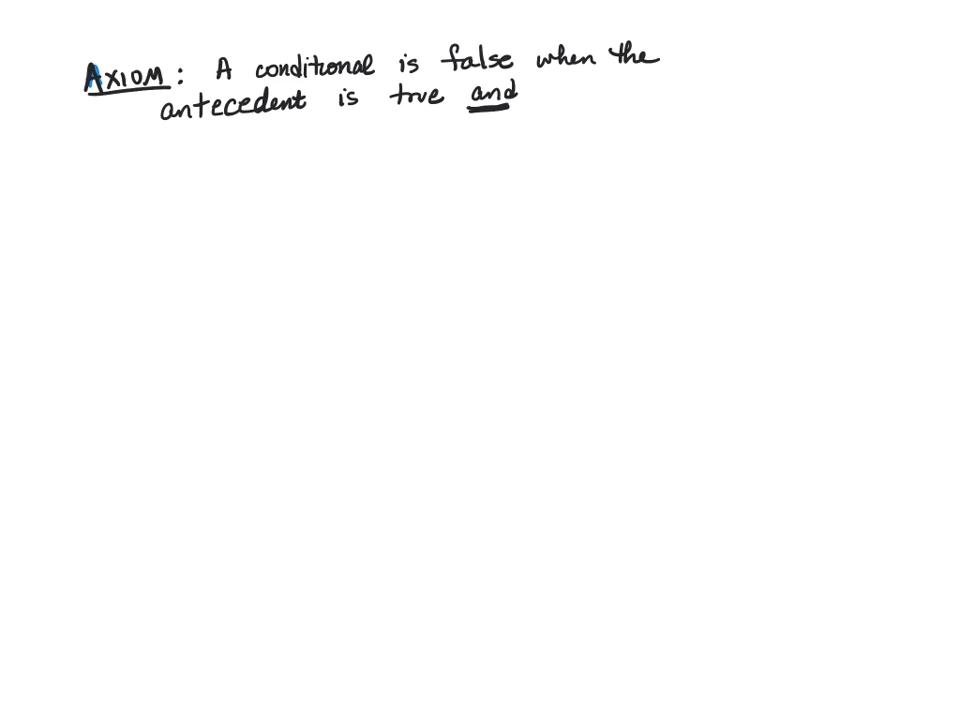 AXIOM: A conditional is false when the
antecedent is true and